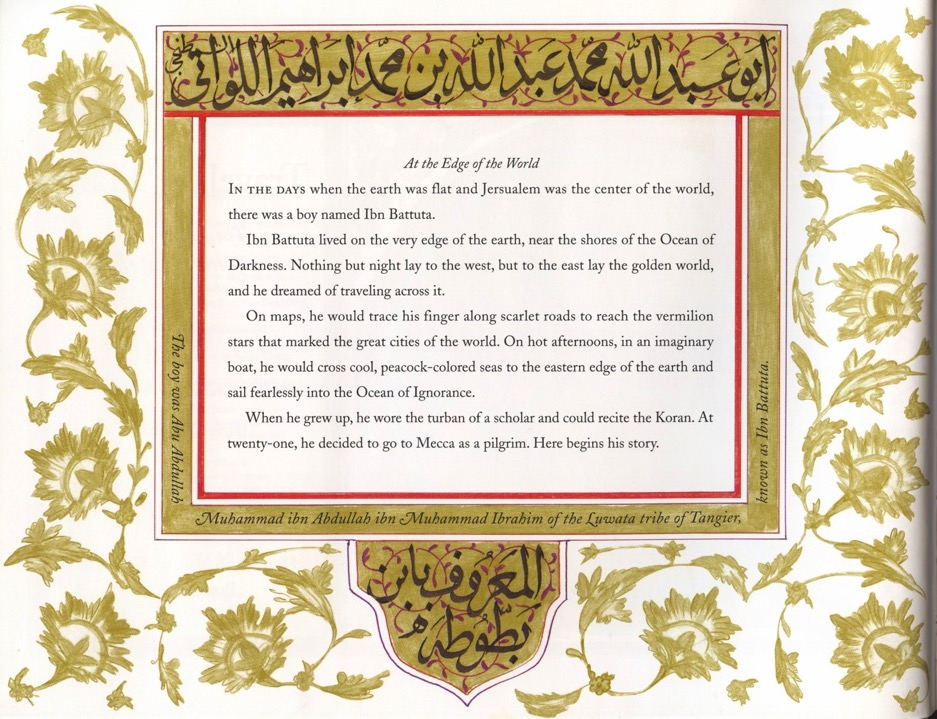 ابو عبد الله محمد عبد الله بن محمد ابراهيم اللواتي الطنجي
At the Edge of the World
IN THE DAYS when the earth was flat and Jersualem was the center of the world,
there was a boy named Ibn Battuta.
Ibn Battuta lived on the very edge of the earth, near the shores of the Ocean of
Darkness. Nothing but night lay to the west, but to the east lay the golden world,
and he dreamed of traveling across it.
On maps, he would trace his finger along scarlet roads to reach the vermilion
stars that marked the great cities of the world. On hot afternoons, in an imaginary
boat, he would cross cool, peacock-colored seas to the eastern edge of the earth and
sail fearlessly into the Ocean of Ignorance.
When he grew up, he wore the turban of a scholar and could recite the Koran. At
twenty-one, he decided to go to Mecca as a pilgrim. Here begins his story.
The boy was Abu Abdullah
Muhammad ibn Abdullah ibn Muhammad Ibrahim of the Luwata tribe of Tangier,
known as Ibn Battuta.
المعروف بابن
بطوطه